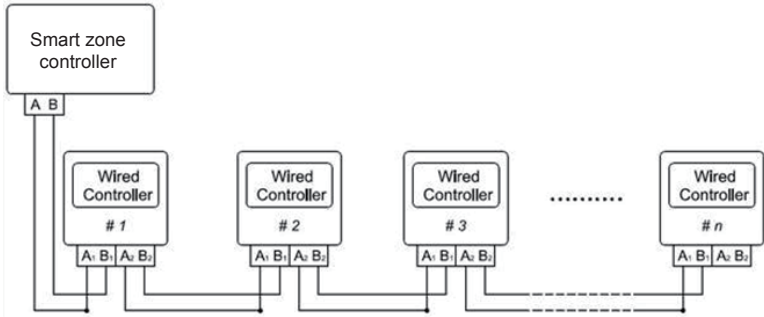 Smart zone
controller
A B
Wired
Controller
# 1
A₁ B₁ A₂ B₂
Wired
Controller
# 2
A₁ B₁ A₂ B₂
Wired
Controller
# 3
A₁ B₁ A₂ B₂
..........
Wired
Controller
# n
A₁ B₁ A₂ B₂